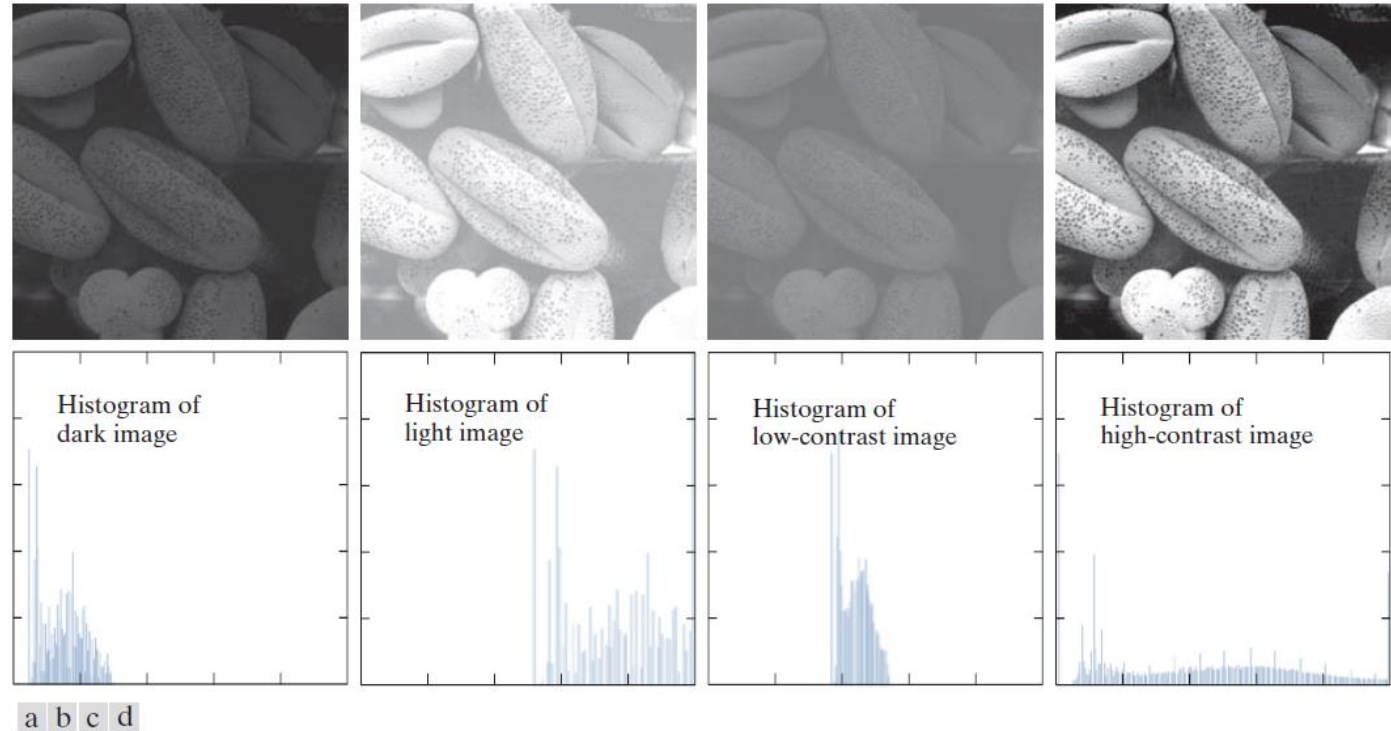 Histogram of
dark image
Histogram of
light image
Histogram of
low-contrast image
Histogram of
high-contrast image
a b c d